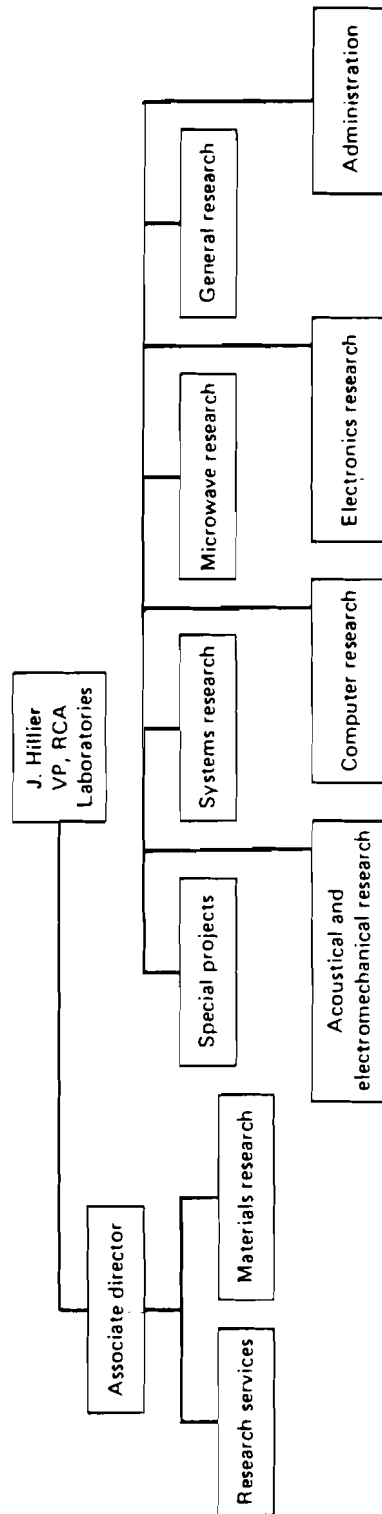 J. Hillier
VP, RCA
Laboratories
Associate director
Research services
Materials research
Special projects
Systems research
Microwave research
General research
Acoustical and
electromechanical research
Computer research
Electronics research
Administration